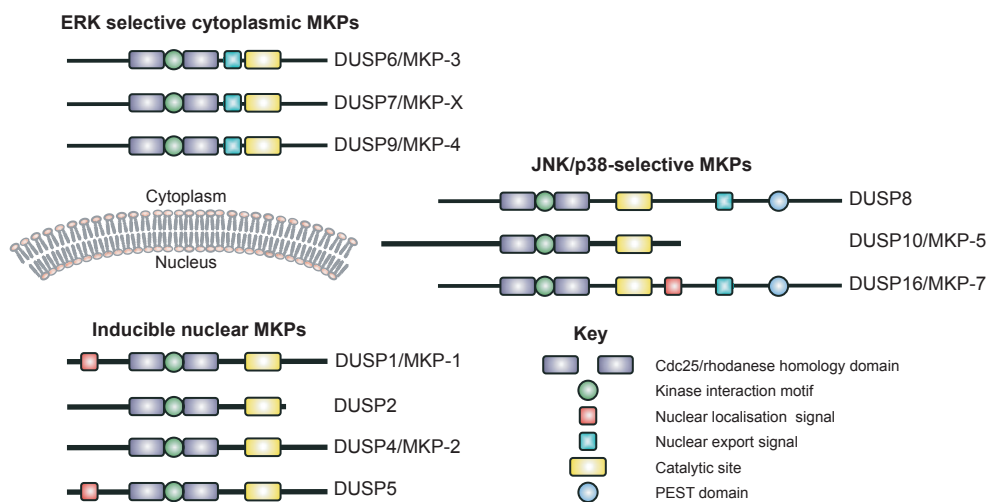 ERK selective cytoplasmic MKPs
DUSP6/MKP-3
DUSP7/MKP-X
DUSP9/MKP-4
JNK/p38-selective MKPs
DUSP8
DUSP10/MKP-5
DUSP16/MKP-7
Cytoplasm
Nucleus
Inducible nuclear MKPs
DUSP1/MKP-1
DUSP2
DUSP4/MKP-2
DUSP5
Key
Cdc25/rhodanese homology domain
Kinase interaction motif
Nuclear localisation signal
Nuclear export signal
Catalytic site
PEST domain